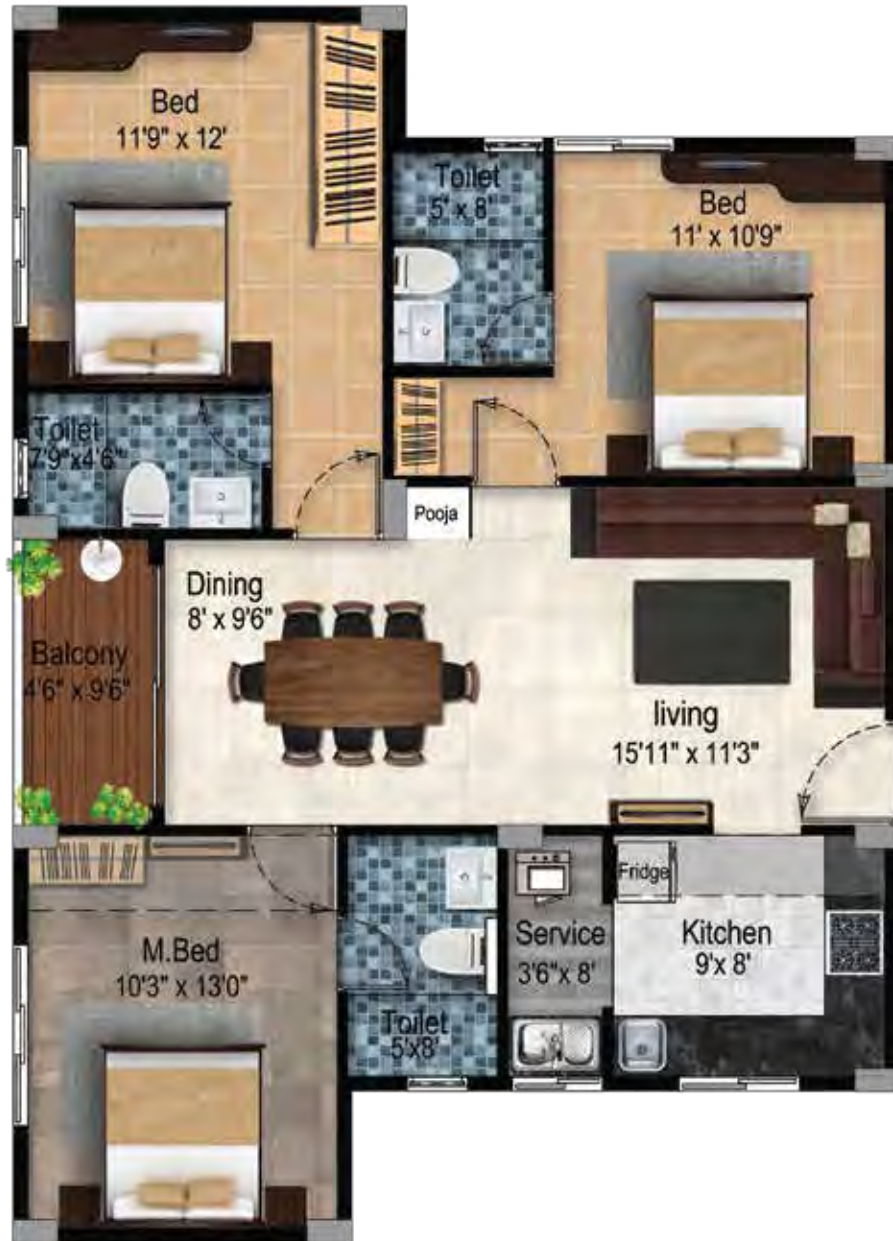 Bed
11'9" x 12'
Toilet
5' x 8'
Bed
11' x 10'9"
Toilet
7'9"x4'6"
Pooja
Dining
8' x 9'6"
Balcony
4'6" x 9'6"
living
15'11" x 11'3"
Fridge
M.Bed
10'3" x 13'0"
Service
3'6"x 8'
Kitchen
9'x 8'
Toilet
5'x8'